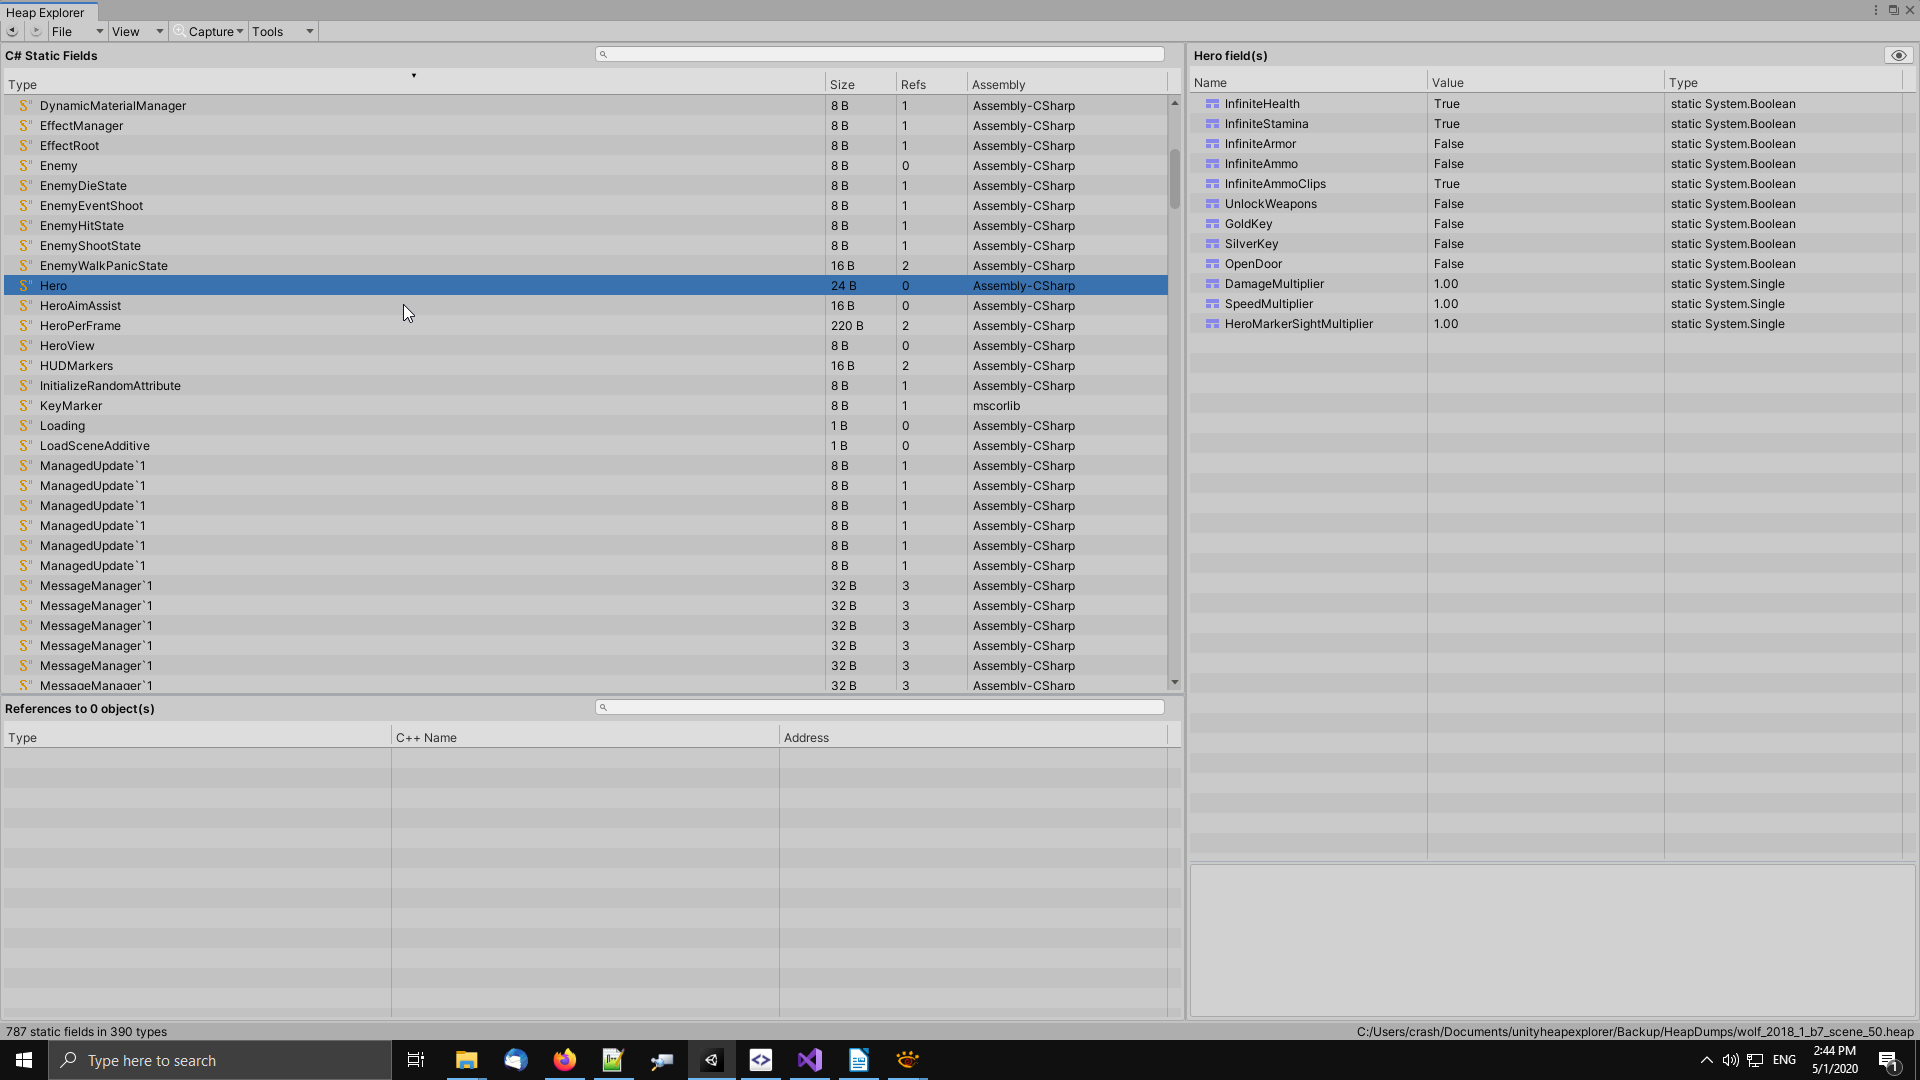 Heap Explorer
File View Capture Tools
C# Static Fields
Type Size Refs Assembly
DynamicMaterialManager 8 B 1 Assembly-CSharp
EffectManager 8 B 1 Assembly-CSharp
EffectRoot 8 B 1 Assembly-CSharp
Enemy 8 B 0 Assembly-CSharp
EnemyDieState 8 B 1 Assembly-CSharp
EnemyEventShoot 8 B 1 Assembly-CSharp
EnemyHitState 8 B 1 Assembly-CSharp
EnemyShootState 8 B 1 Assembly-CSharp
EnemyWalkPanicState 16 B 2 Assembly-CSharp
Hero 24 B 0 Assembly-CSharp
HeroAimAssist 16 B 0 Assembly-CSharp
HeroPerFrame 220 B 2 Assembly-CSharp
HeroView 8 B 0 Assembly-CSharp
HUDMarkers 16 B 2 Assembly-CSharp
InitializeRandomAttribute 8 B 1 Assembly-CSharp
KeyMarker 8 B 1 mscorlib
Loading 1 B 0 Assembly-CSharp
LoadSceneAdditive 1 B 0 Assembly-CSharp
ManagedUpdate`1 8 B 1 Assembly-CSharp
ManagedUpdate`1 8 B 1 Assembly-CSharp
ManagedUpdate`1 8 B 1 Assembly-CSharp
ManagedUpdate`1 8 B 1 Assembly-CSharp
ManagedUpdate`1 8 B 1 Assembly-CSharp
ManagedUpdate`1 8 B 1 Assembly-CSharp
MessageManager`1 32 B 3 Assembly-CSharp
MessageManager`1 32 B 3 Assembly-CSharp
MessageManager`1 32 B 3 Assembly-CSharp
MessageManager`1 32 B 3 Assembly-CSharp
MessageManager`1 32 B 3 Assembly-CSharp
MessageManager`1 32 B 3 Assembly-CSharp
References to 0 object(s)
Type C++ Name Address
Hero field(s)
Name Value Type
InfiniteHealth True static System.Boolean
InfiniteStamina True static System.Boolean
InfiniteArmor False static System.Boolean
InfiniteAmmo False static System.Boolean
InfiniteAmmoClips True static System.Boolean
UnlockWeapons False static System.Boolean
GoldKey False static System.Boolean
SilverKey False static System.Boolean
OpenDoor False static System.Boolean
DamageMultiplier 1.00 static System.Single
SpeedMultiplier 1.00 static System.Single
HeroMarkerSightMultiplier 1.00 static System.Single
787 static fields in 390 types
C:/Users/crash/Documents/unityheapexplorer/Backup/HeapDumps/wolf_2018_1_b7_scene_50.heap
Type here to search
ENG
2:44 PM
5/1/2020
1